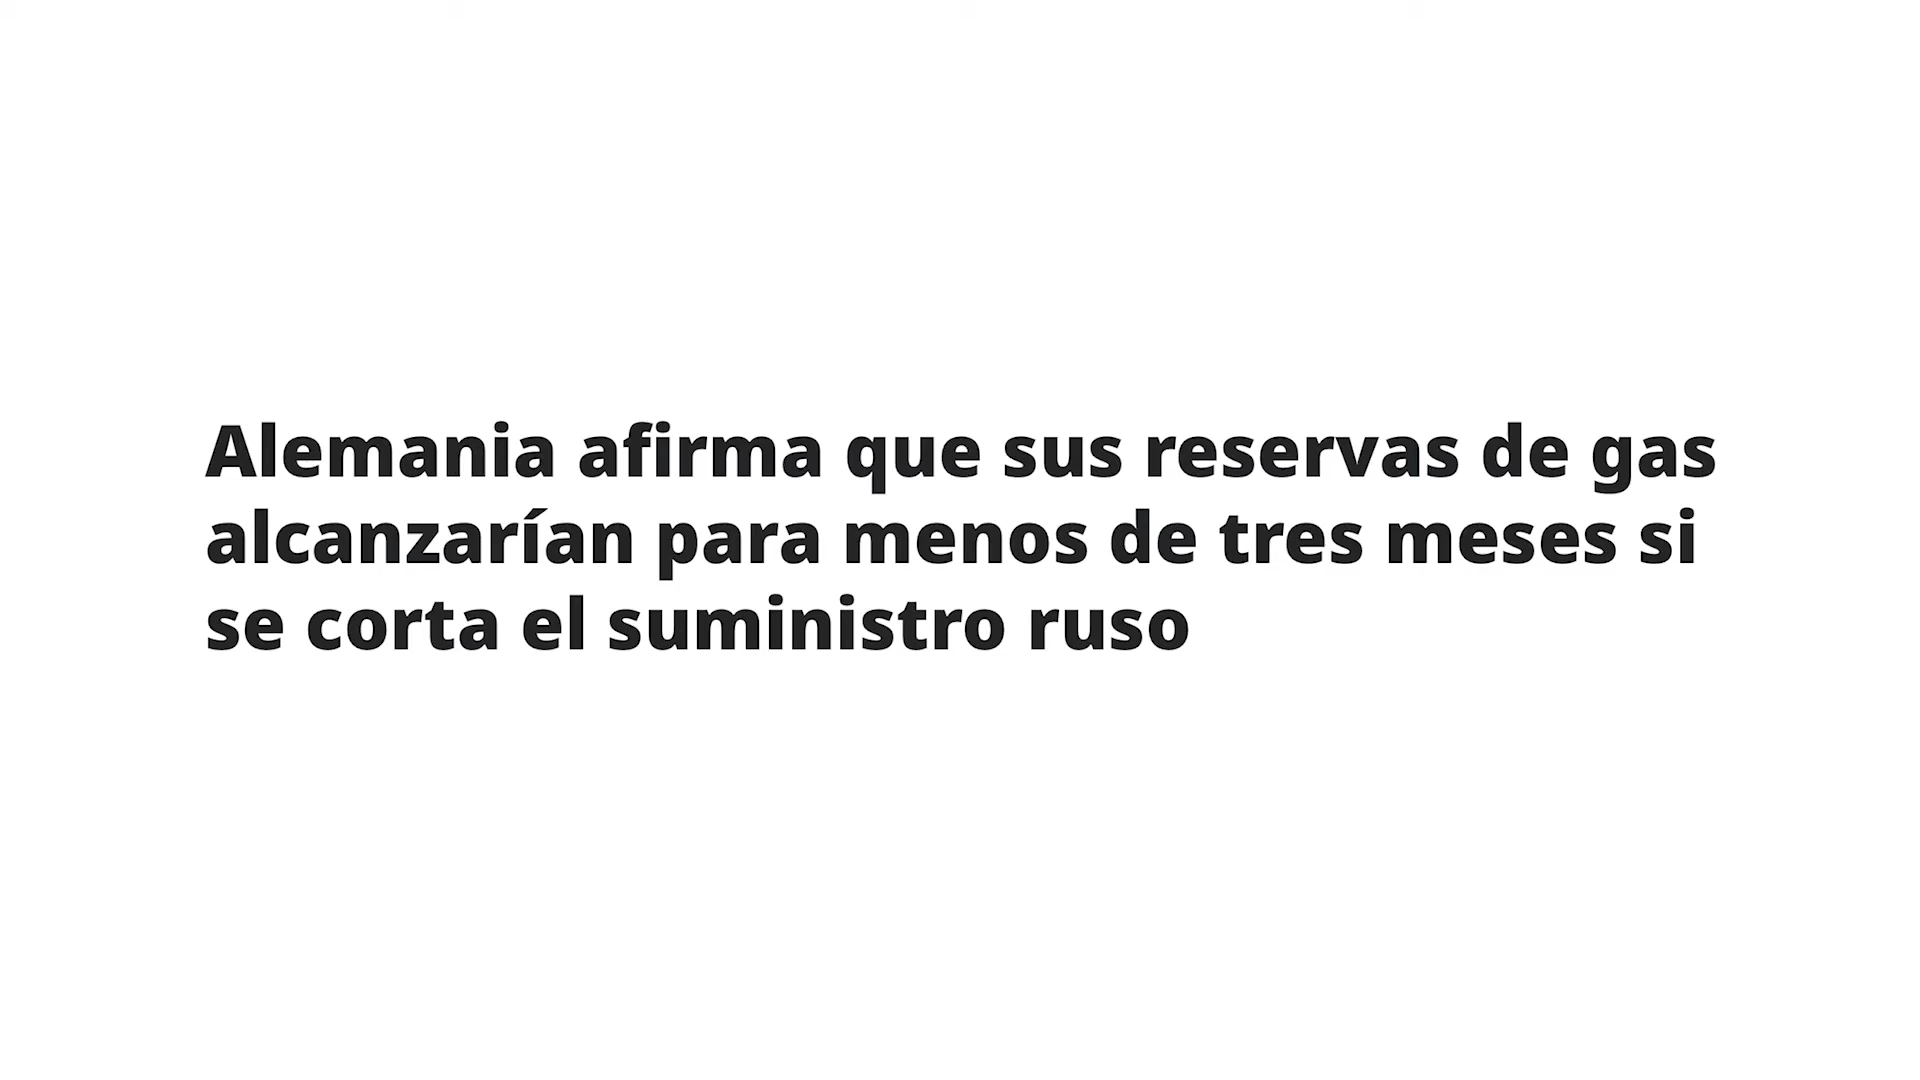 Alemania afirma que sus reservas de gas
alcanzarían para menos de tres meses si
se corta el suministro ruso